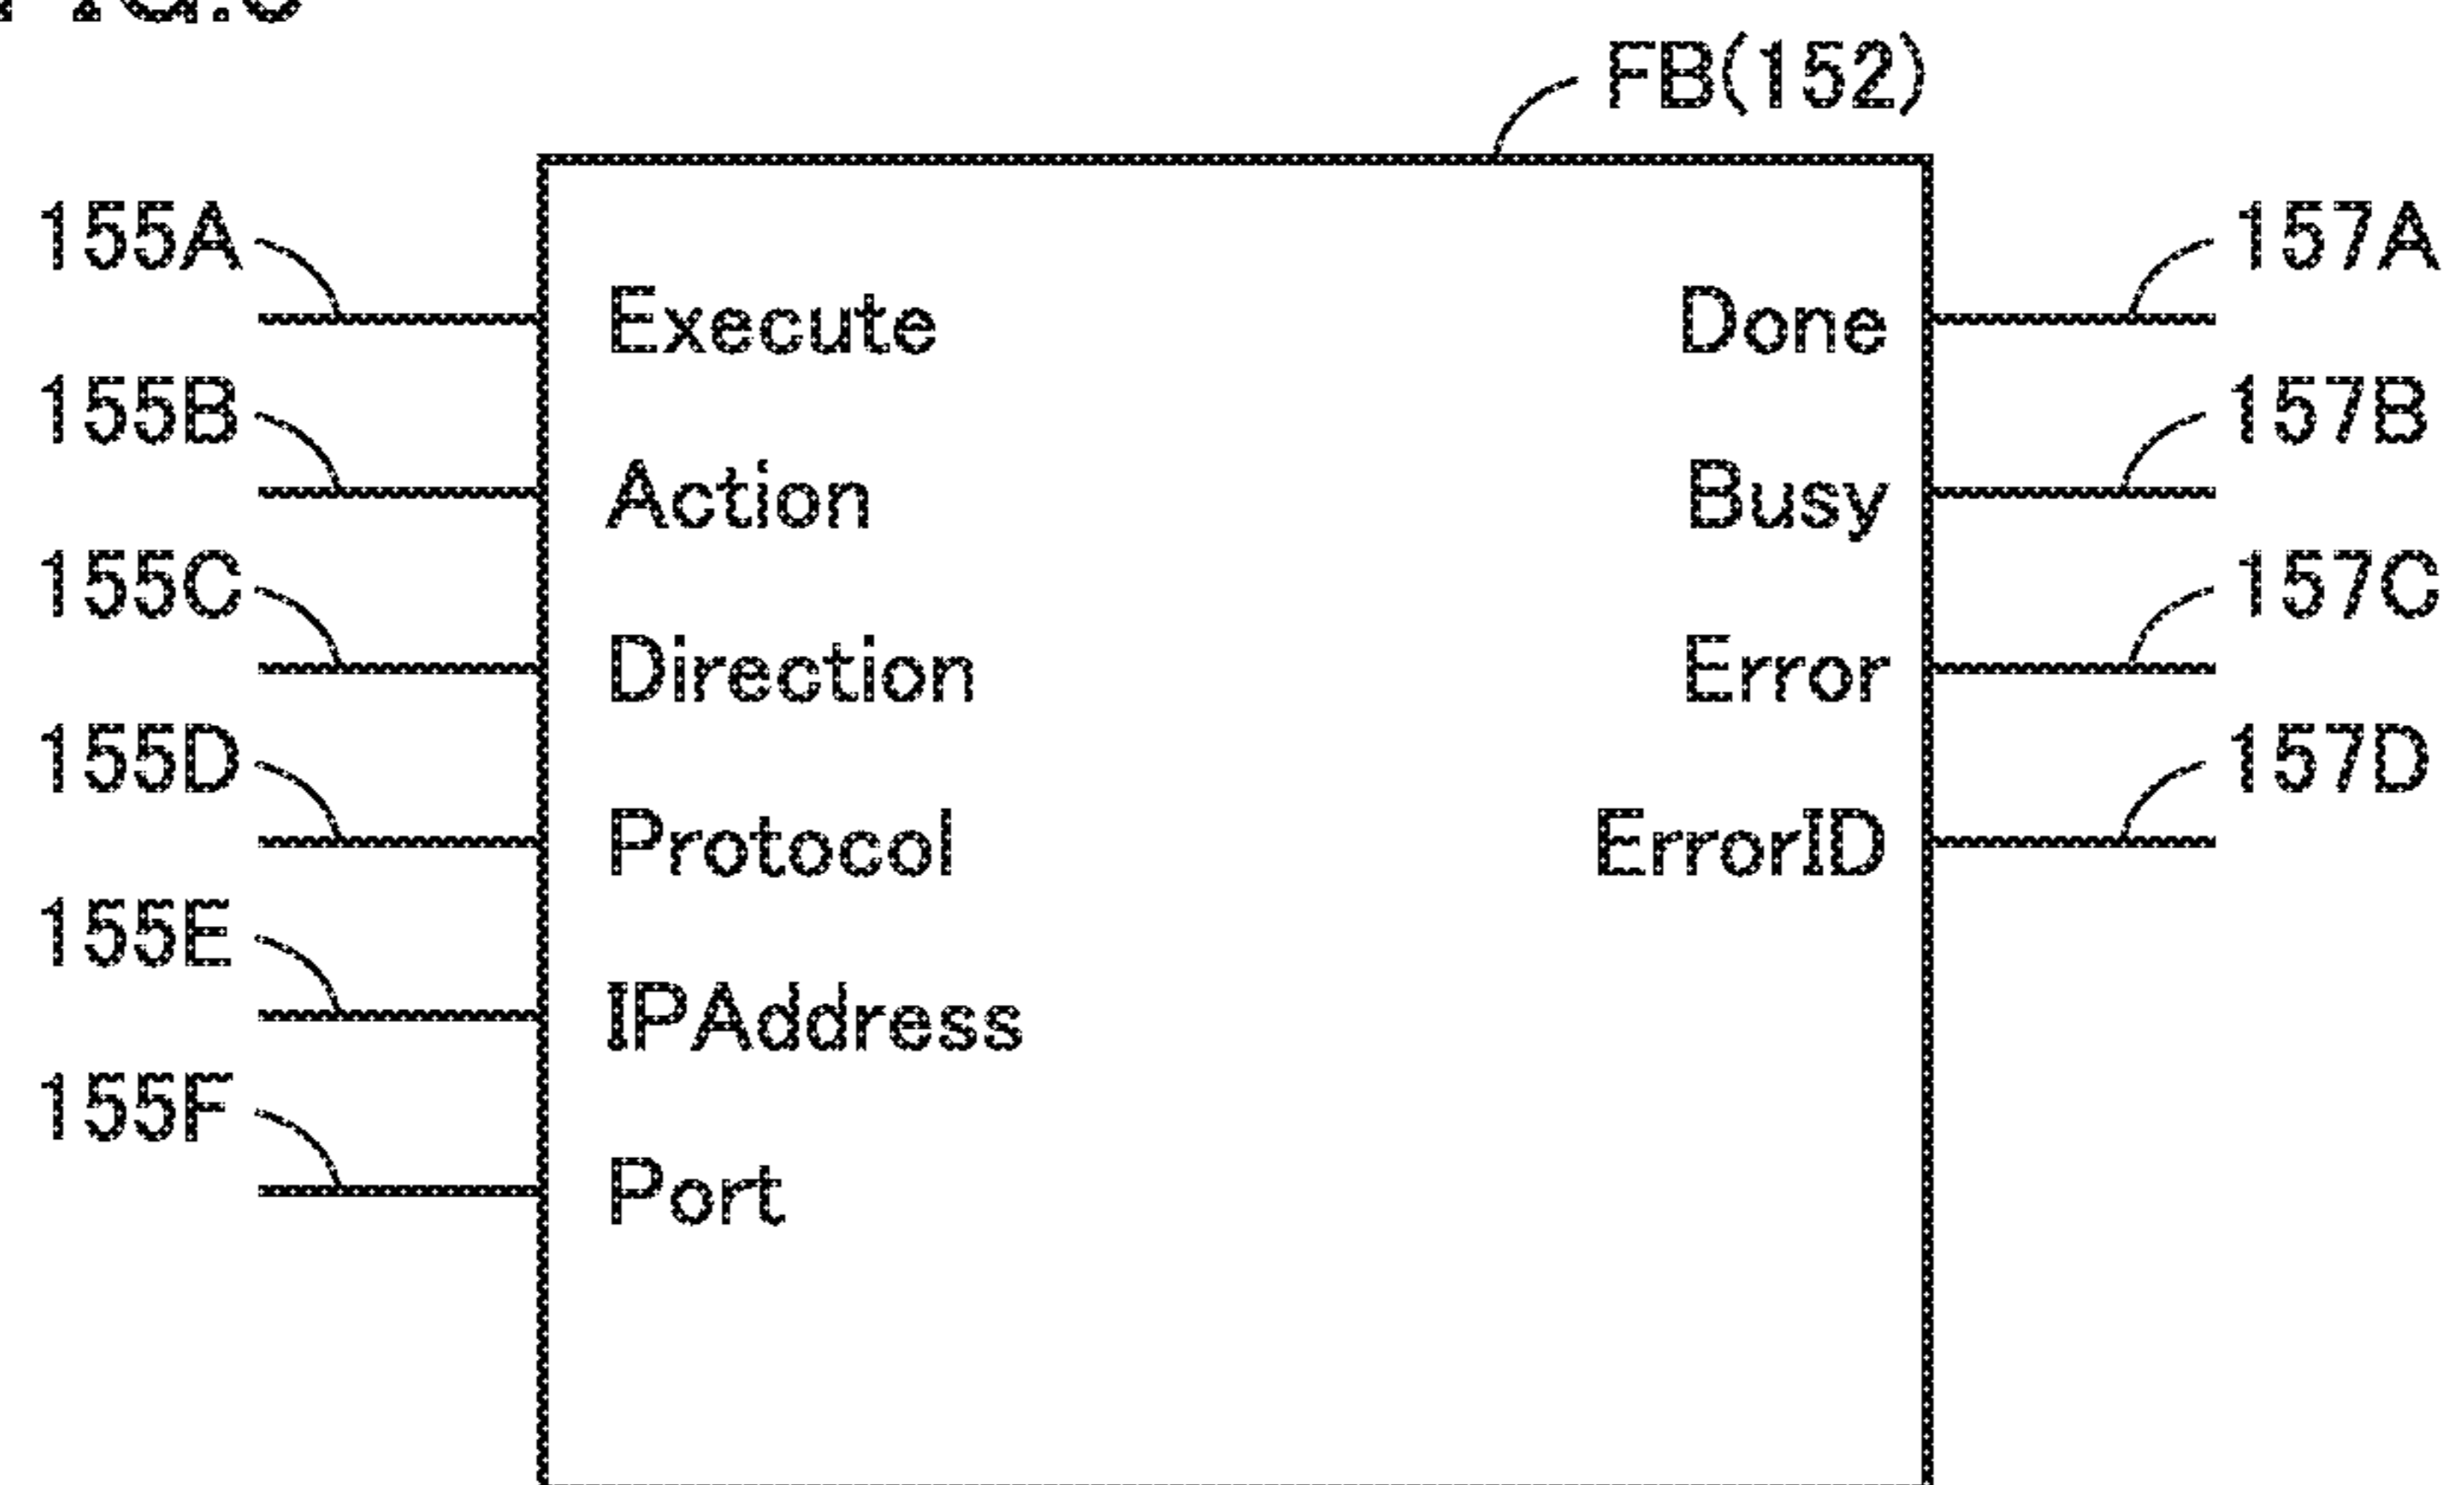 FB(152)
155A
Execute
Done
157A
155B
Action
Busy
157B
155C
Direction
Error
157C
155D
Protocol
ErrorID
157D
155E
IPAddress
155F
Port